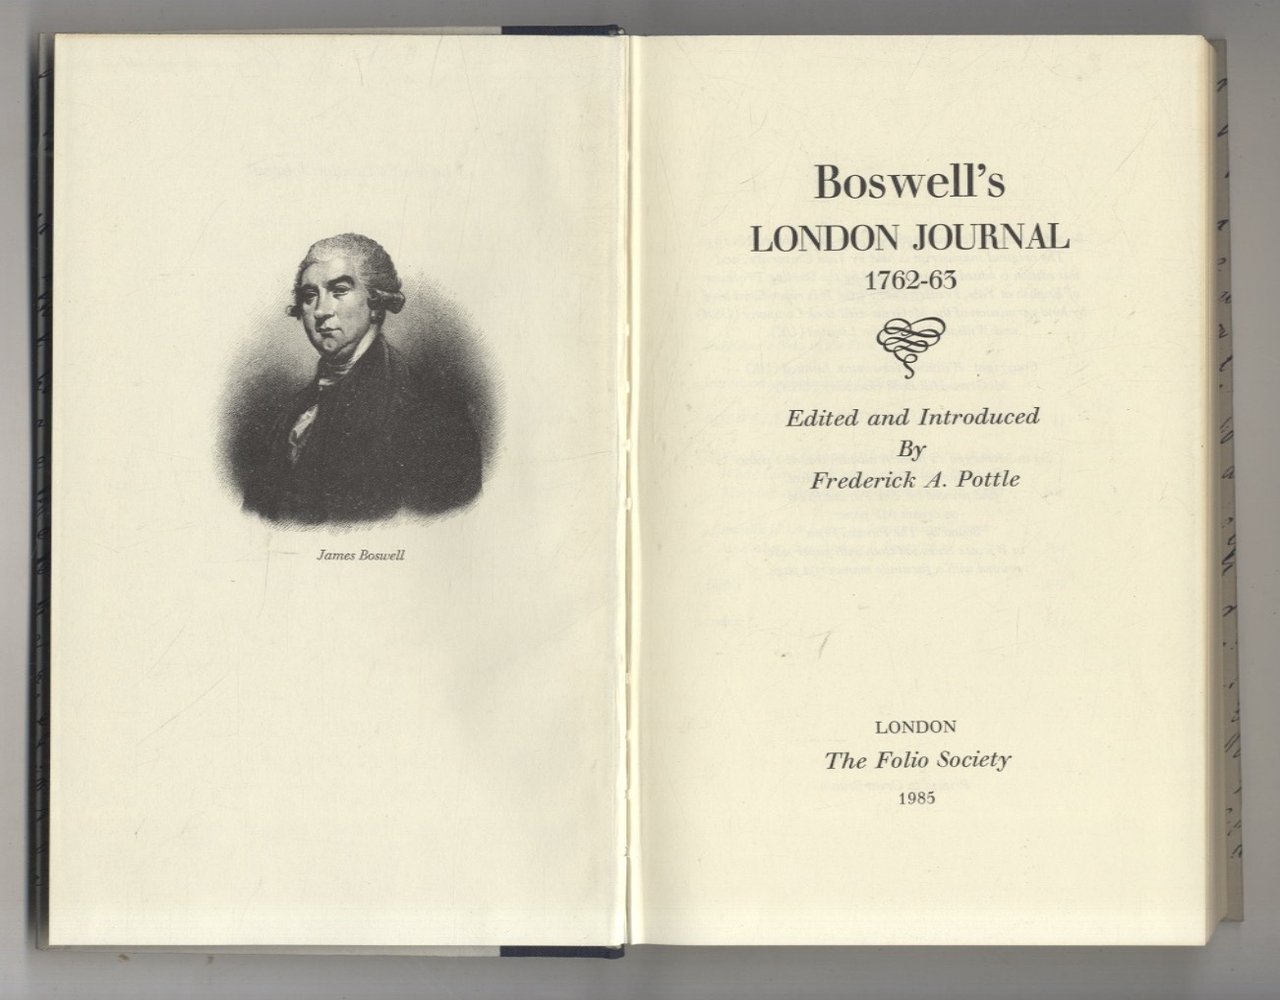 James Boswell
Boswell's
LONDON JOURNAL
1762-63
Edited and Introduced
By
Frederick A. Pottle
LONDON
The Folio Society
1985